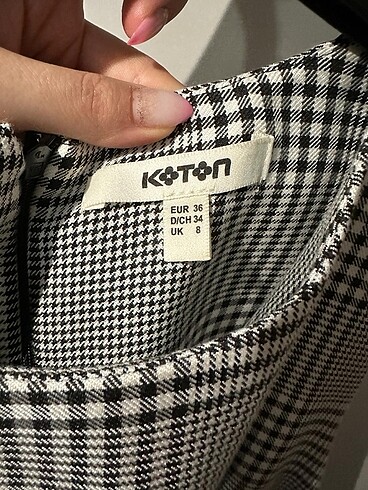 KOTON
EUR 36
D/CH 34
UK 8